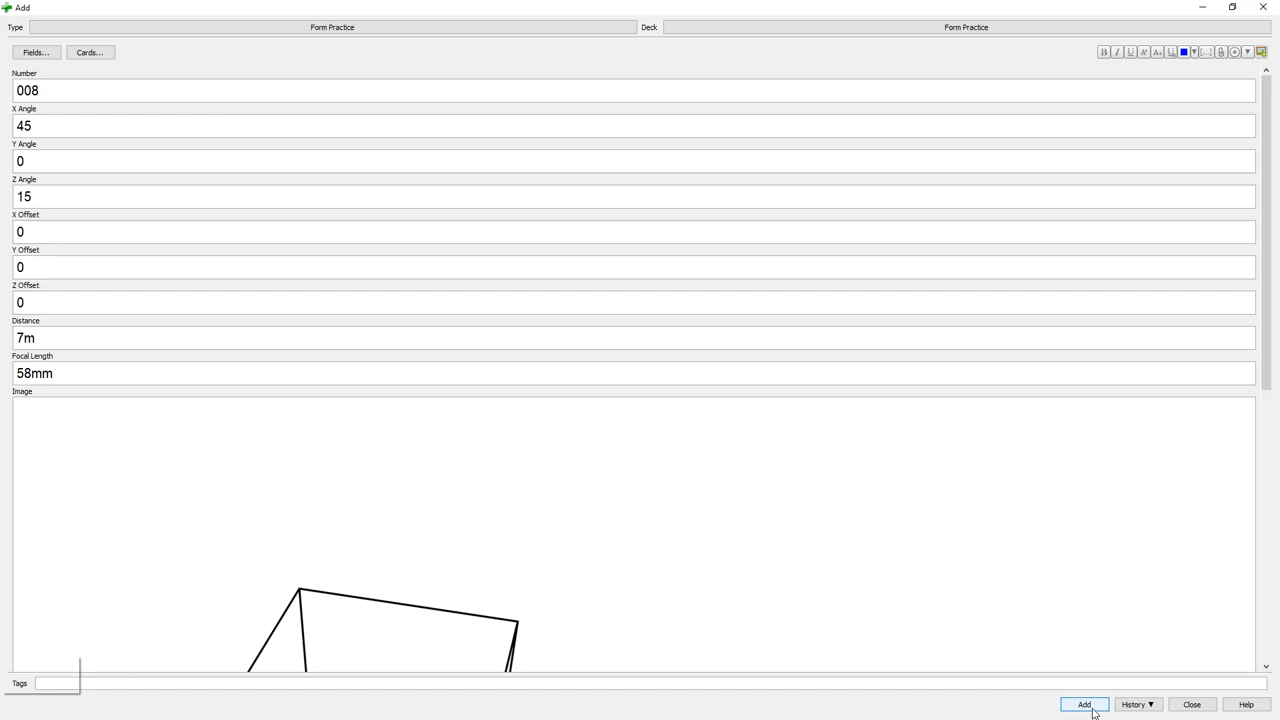 Add
Type Form Practice Deck Form Practice
Fields... Cards...
Number
008
X Angle
45
Y Angle
0
Z Angle
15
X Offset
0
Y Offset
0
Z Offset
0
Distance
7m
Focal Length
58mm
Image
Tags
Add History ▼ Close Help